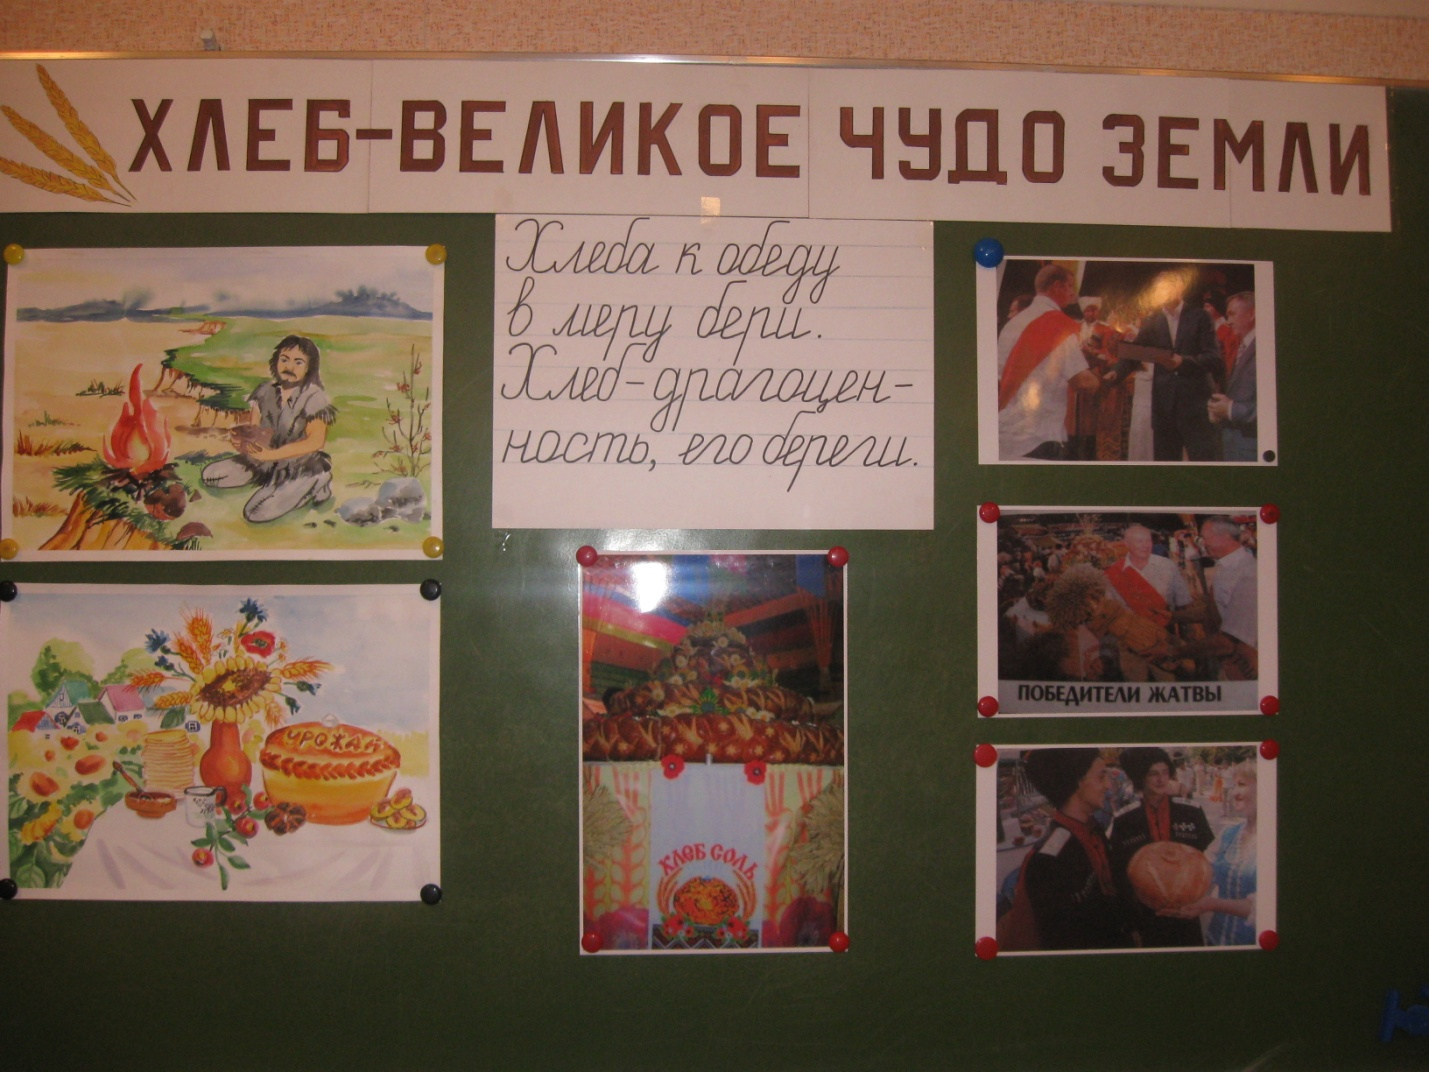 ХЛЕБ-ВЕЛИКОЕ ЧУДО ЗЕМЛИ
Хлеба к обеду
в меру бери.
Хлеб-драгоцен-
ность, его береги.
УРОЖАЙ
ХЛЕБ СОЛЬ
ПОБЕДИТЕЛИ ЖАТВЫ